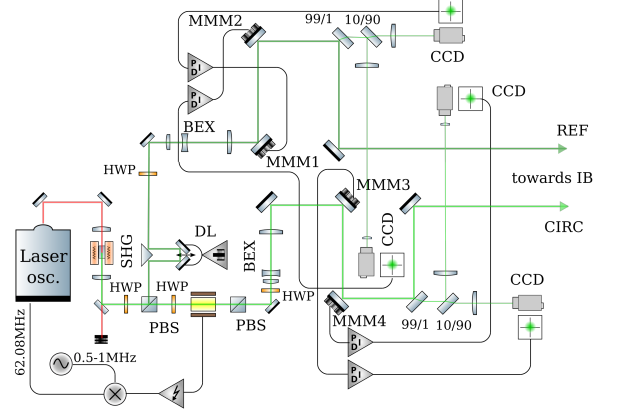 MMM2
99/1
10/90
CCD
P I D
P I D
CCD
BEX
REF
MMM1
HWP
towards IB
MMM3
CIRC
DL
CCD
BEX
SHG
Laser
osc.
CCD
HWP
HWP
HWP
PBS
PBS
MMM4
99/1
10/90
62.08MHz
P I D
0.5-1MHz
P I D